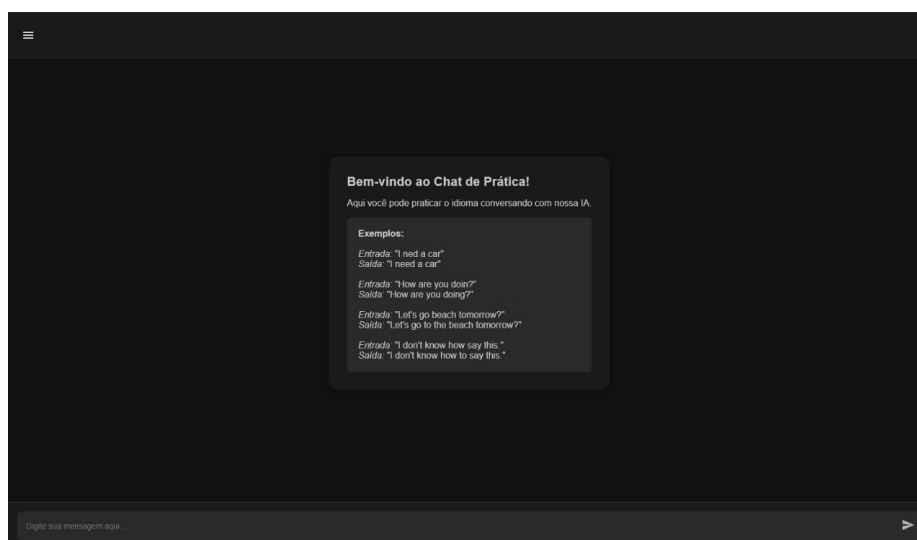 Bem-vindo ao Chat de Prática!
Aqui você pode praticar o idioma conversando com nossa IA.
Exemplos:
Entrada: "I ned a car"
Saída: "I need a car"
Entrada: "How are you doin?"
Saída: "How are you doing?"
Entrada: "Let's go beach tomorrow?"
Saída: "Let's go to the beach tomorrow?"
Entrada: "I don't know how say this."
Saída: "I don't know how to say this."
Digite sua mensagem aqui...